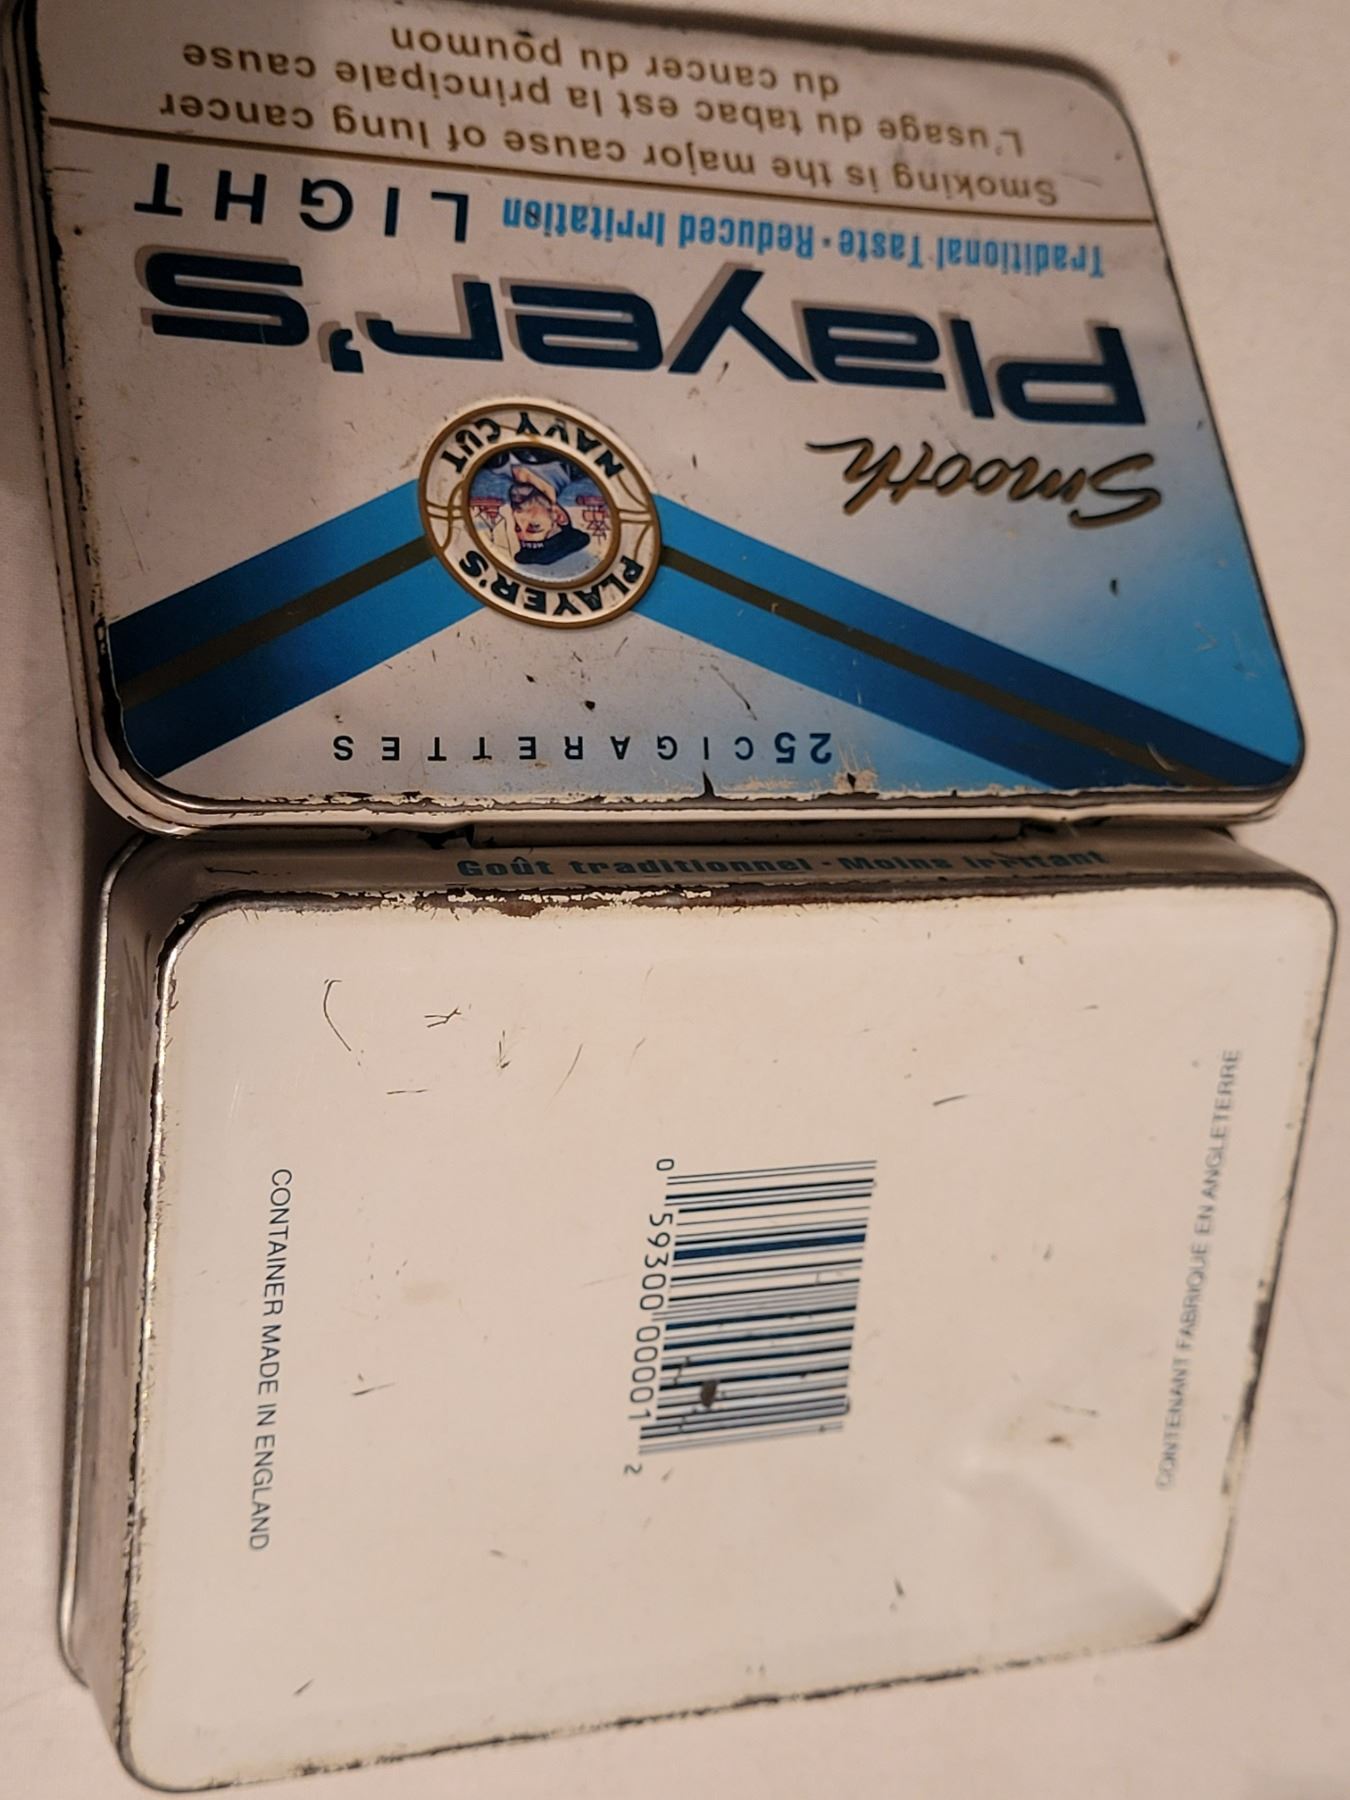 Smoking is the major cause of lung cancer
L'usage du tabac est la principale cause
du cancer du poumon
Traditional Taste · Reduced Irritation LIGHT
Player's
Smooth
PLAYER'S
NAVY CUT
HERO
25 CIGARETTES
Goût traditionnel · Moins irritant
CONTAINER MADE IN ENGLAND
0 59300 00001 2
CONTENANT FABRIQUE EN ANGLETERRE